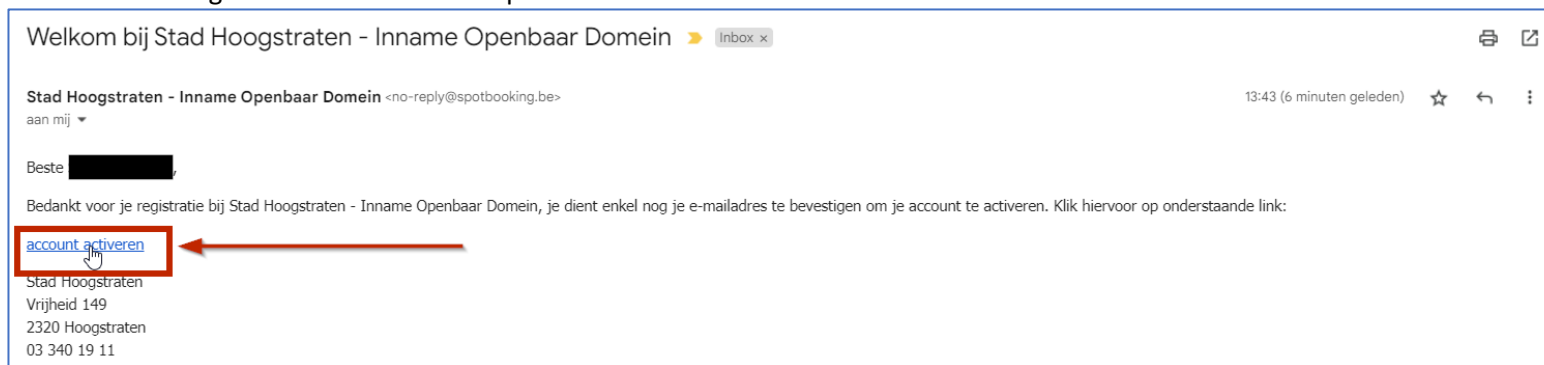 Welkom bij Stad Hoogstraten - Inname Openbaar Domein Inbox x
Stad Hoogstraten - Inname Openbaar Domein <no-reply@spotbooking.be> 13:43 (6 minuten geleden)
aan mij
Beste ,
Bedankt voor je registratie bij Stad Hoogstraten - Inname Openbaar Domein, je dient enkel nog je e-mailadres te bevestigen om je account te activeren. Klik hiervoor op onderstaande link:
account activeren
Stad Hoogstraten
Vrijheid 149
2320 Hoogstraten
03 340 19 11